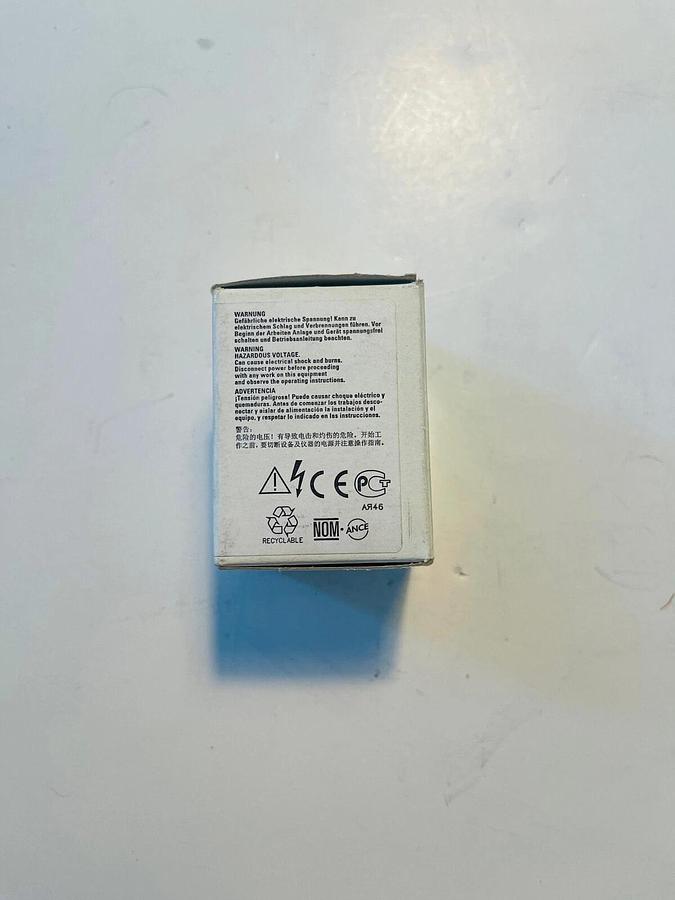 WARNUNG
Gefährliche elektrische Spannung! Kann zu
elektrischem Schlag und Verbrennungen führen. Vor
Beginn der Arbeiten Anlage und Gerät spannungsfrei
schalten und Betriebsanleitung beachten.
WARNING
HAZARDOUS VOLTAGE.
Can cause electrical shock and burns.
Disconnect power before proceeding
with any work on this equipment
and observe the operating instructions.
ADVERTENCIA
¡Tensión peligrosa! Puede causar choque eléctrico y
quemaduras. Antes de comenzar los trabajos desco-
nectar y aislar de alimentación la instalación y el
equipo, y respetar lo indicado en las instrucciones.
警告:
危险的电压! 有导致电击和灼伤的危险。开始工
作之前, 要切断设备及仪器的电源并注意操作指南。
CE PCT
АЯ46
RECYCLABLE NOM·ANCE